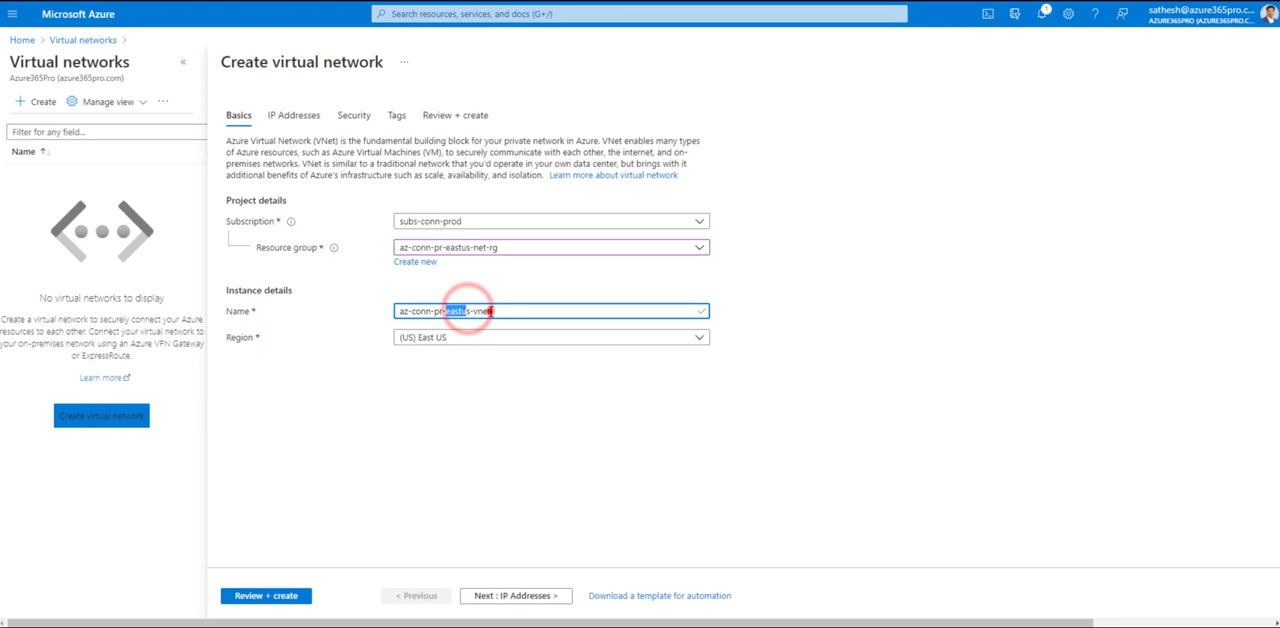 Microsoft Azure
Search resources, services, and docs (G+/)
1
sathesh@azure365pro.c...
AZURE365PRO (AZURE365PRO.C...
Home > Virtual networks >
Virtual networks «
Azure365Pro (azure365pro.com)
+ Create Manage view ...
Filter for any field...
Name ↑↓
No virtual networks to display
Create a virtual network to securely connect your Azure
resources to each other. Connect your virtual network to
your on-premises network using an Azure VPN Gateway
or ExpressRoute.
Learn more
Create virtual network
Create virtual network ...
Basics IP Addresses Security Tags Review + create
Azure Virtual Network (VNet) is the fundamental building block for your private network in Azure. VNet enables many types
of Azure resources, such as Azure Virtual Machines (VM), to securely communicate with each other, the internet, and on-
premises networks. VNet is similar to a traditional network that you'd operate in your own data center, but brings with it
additional benefits of Azure's infrastructure such as scale, availability, and isolation. Learn more about virtual network
Project details
Subscription * subs-conn-prod
Resource group * az-conn-pr-eastus-net-rg
Create new
Instance details
Name * az-conn-pr-eastus-vnet
Region * (US) East US
Review + create < Previous Next : IP Addresses > Download a template for automation